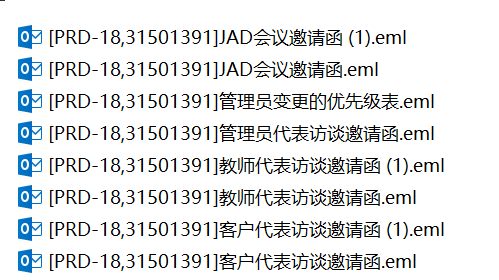 [PRD-18,31501391]JAD会议邀请函 (1).eml
[PRD-18,31501391]JAD会议邀请函.eml
[PRD-18,31501391]管理员变更的优先级表.eml
[PRD-18,31501391]管理员代表访谈邀请函.eml
[PRD-18,31501391]教师代表访谈邀请函 (1).eml
[PRD-18,31501391]教师代表访谈邀请函.eml
[PRD-18,31501391]客户代表访谈邀请函 (1).eml
[PRD-18,31501391]客户代表访谈邀请函.eml